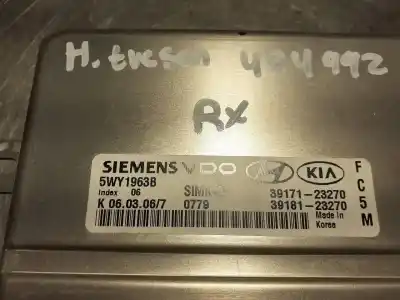 H. tucson 424992
RX
SIEMENS VDO KIA
5WY1963B
Index 06 39171-23270
K 06.03.06/7 0779 39181-23270
Made in
Korea
F
C
5
M